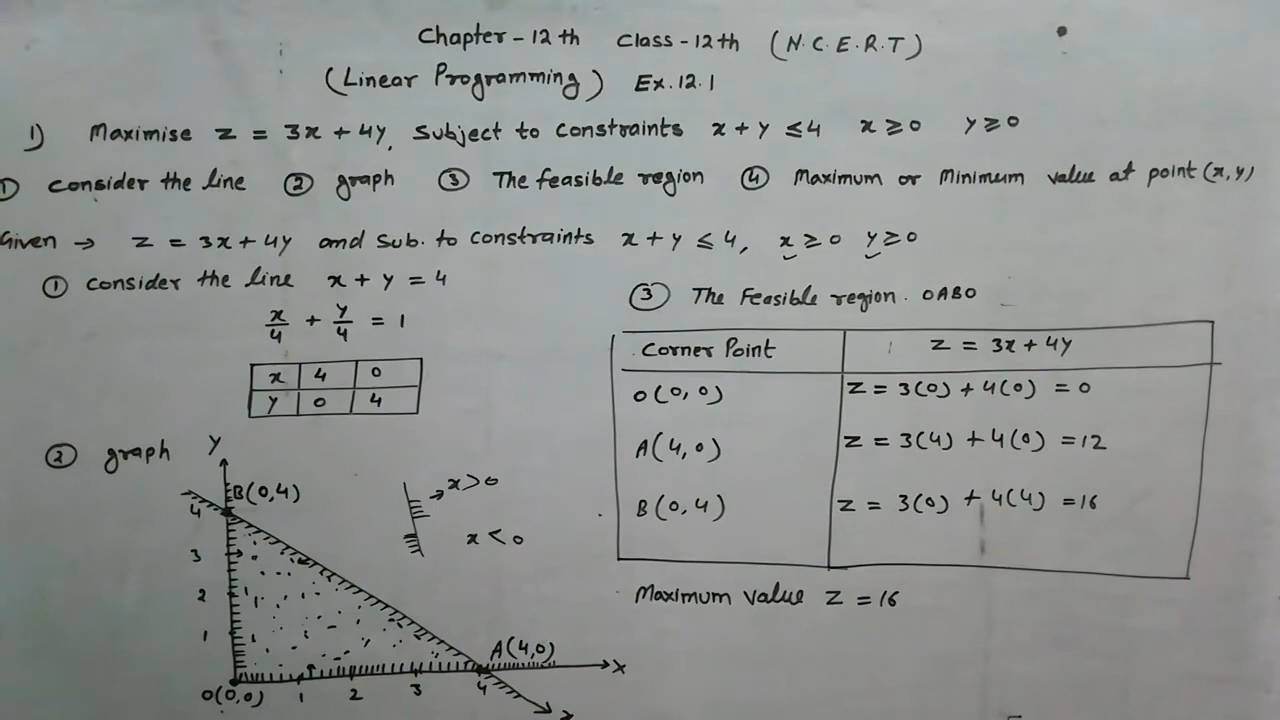 Chapter - 12th Class - 12th (N.C.E.R.T)
(Linear Programming) Ex. 12.1
1) Maximise z = 3x + 4y, Subject to constraints x + y ≤ 4 x ≥ 0 y ≥ 0
① consider the line ② graph ③ The feasible region ④ Maximum or Minimum value at point (x, y)
Given → z = 3x + 4y and sub. to constraints x + y ≤ 4, x ≥ 0 y ≥ 0
① consider the line x + y = 4
x/4 + y/4 = 1
x 4 0
y 0 4
② graph
Y
B(0,4)
4
3
2
1
O(0,0)
1 2 3 4
A(4,0)
X
→ x > 0
x < 0
③ The Feasible region. OABO
Corner Point z = 3x + 4y
O(0, 0) z = 3(0) + 4(0) = 0
A(4, 0) z = 3(4) + 4(0) = 12
B(0, 4) z = 3(0) + 4(4) = 16
Maximum value z = 16